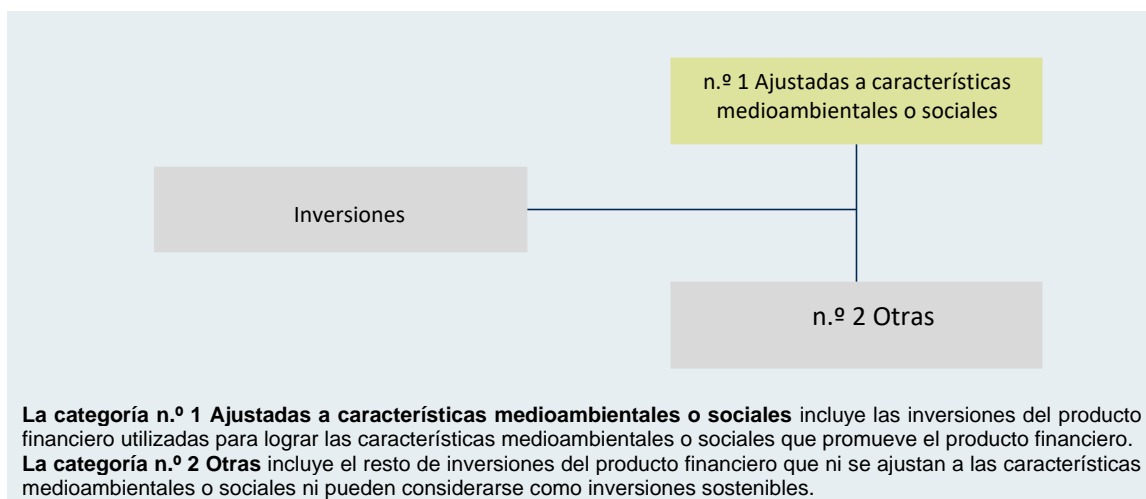 n.º 1 Ajustadas a características
medioambientales o sociales
Inversiones
n.º 2 Otras
La categoría n.º 1 Ajustadas a características medioambientales o sociales incluye las inversiones del producto
financiero utilizadas para lograr las características medioambientales o sociales que promueve el producto financiero.
La categoría n.º 2 Otras incluye el resto de inversiones del producto financiero que ni se ajustan a las características
medioambientales o sociales ni pueden considerarse como inversiones sostenibles.